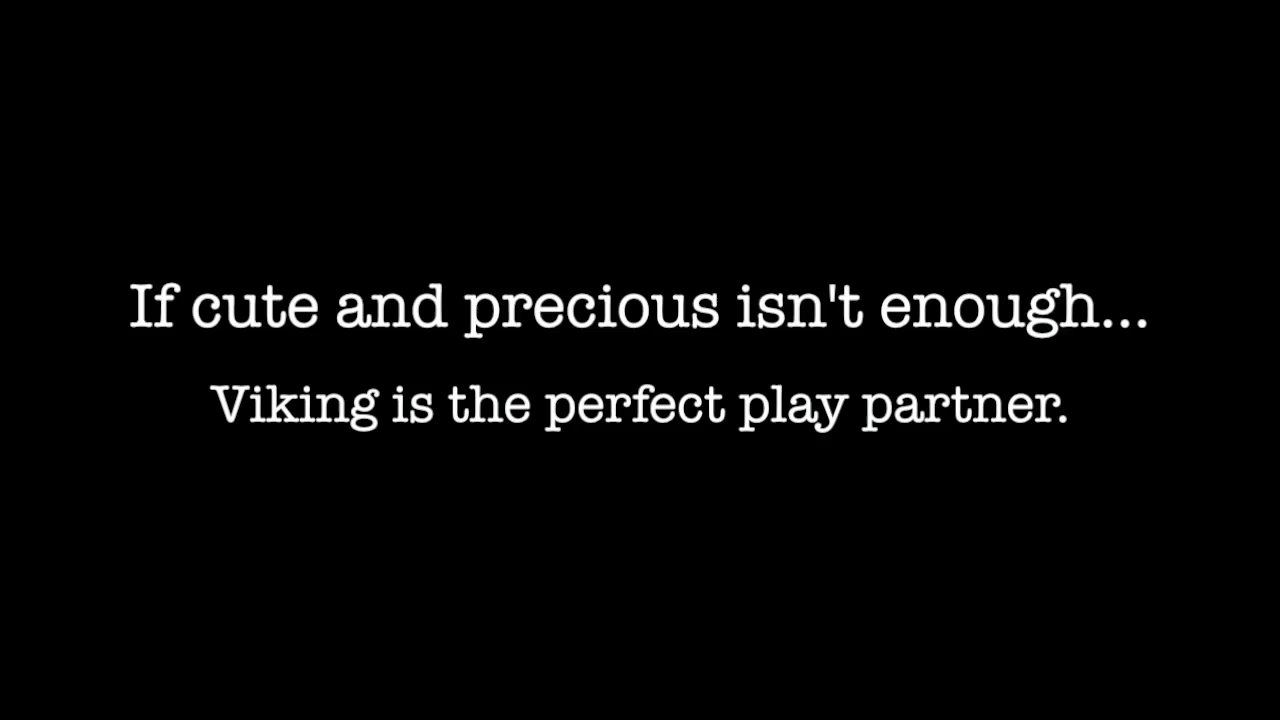 If cute and precious isn't enough...
Viking is the perfect play partner.